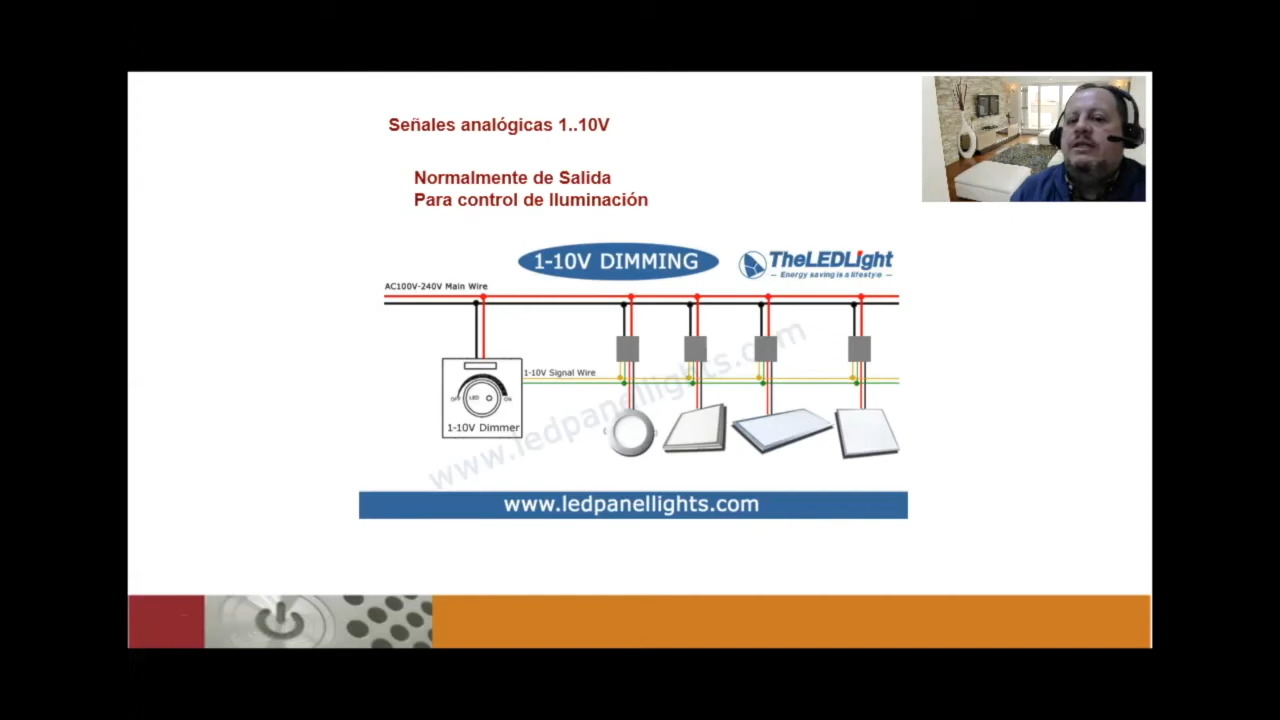 Señales analógicas 1..10V
Normalmente de Salida
Para control de Iluminación
1-10V DIMMING
TheLEDLight
Energy saving is a lifestyle
AC100V-240V Main Wire
1-10V Signal Wire
OFF LED ON
1-10V Dimmer
www.ledpanellights.com
www.ledpanellights.com